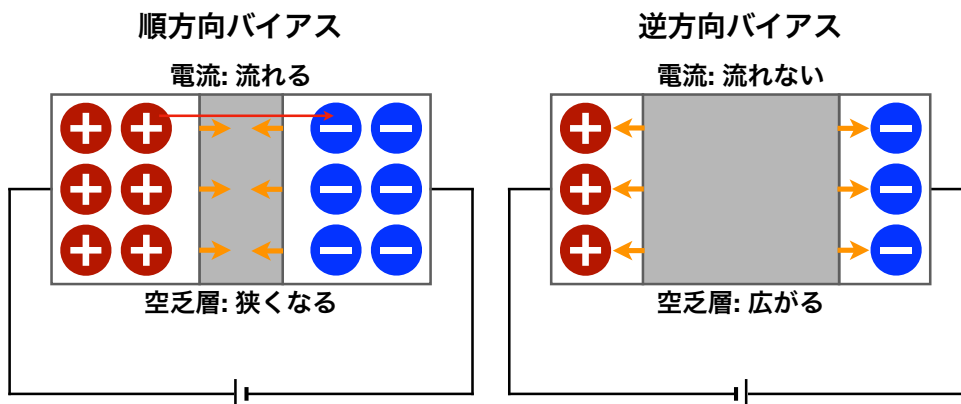 順方向バイアス
電流: 流れる
空乏層: 狭くなる
逆方向バイアス
電流: 流れない
空乏層: 広がる